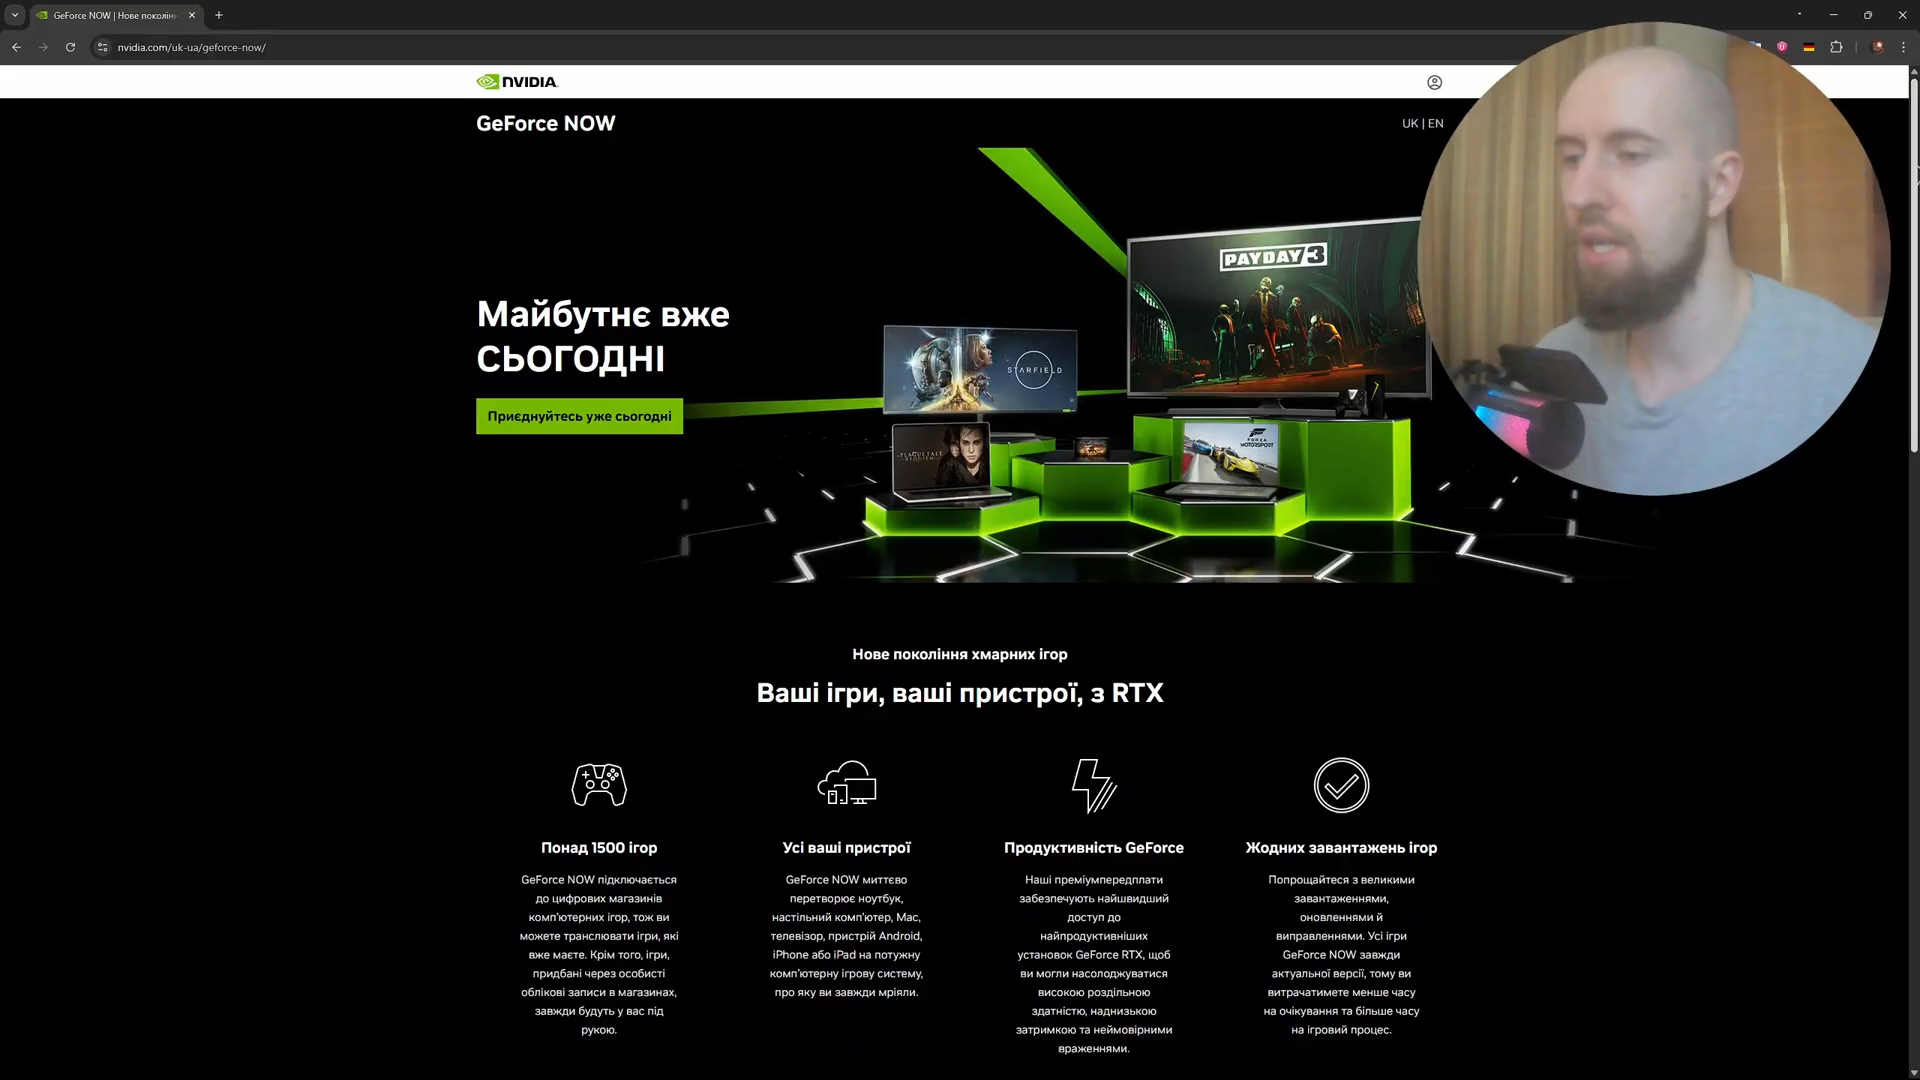 GeForce NOW | Нове поколінн
nvidia.com/uk-ua/geforce-now/
NVIDIA.
GeForce NOW
UK | EN
PAYDAY 3
STARFIELD
Майбутнє вже
СЬОГОДНІ
Приєднуйтесь уже сьогодні
FORZA
MOTORSPORT
Нове покоління хмарних ігор
Ваші ігри, ваші пристрої, з RTX
Понад 1500 ігор
GeForce NOW підключається
до цифрових магазинів
комп'ютерних ігор, тож ви
можете транслювати ігри, які
вже маєте. Крім того, ігри,
придбані через особисті
облікові записи в магазинах,
завжди будуть у вас під
рукою.
Усі ваші пристрої
GeForce NOW миттєво
перетворює ноутбук,
настільний комп'ютер, Mac,
телевізор, пристрій Android,
iPhone або iPad на потужну
комп'ютерну ігрову систему,
про яку ви завжди мріяли.
Продуктивність GeForce
Наші преміумпередплати
забезпечують найшвидший
доступ до
найпродуктивніших
установок GeForce RTX, щоб
ви могли насолоджуватися
високою роздільною
здатністю, наднизькою
затримкою та неймовірними
враженнями.
Жодних завантажень ігор
Попрощайтеся з великими
завантаженнями,
оновленнями й
виправленнями. Усі ігри
GeForce NOW завжди
актуальної версії, тому ви
витрачатимете менше часу
на очікування та більше часу
на ігровий процес.